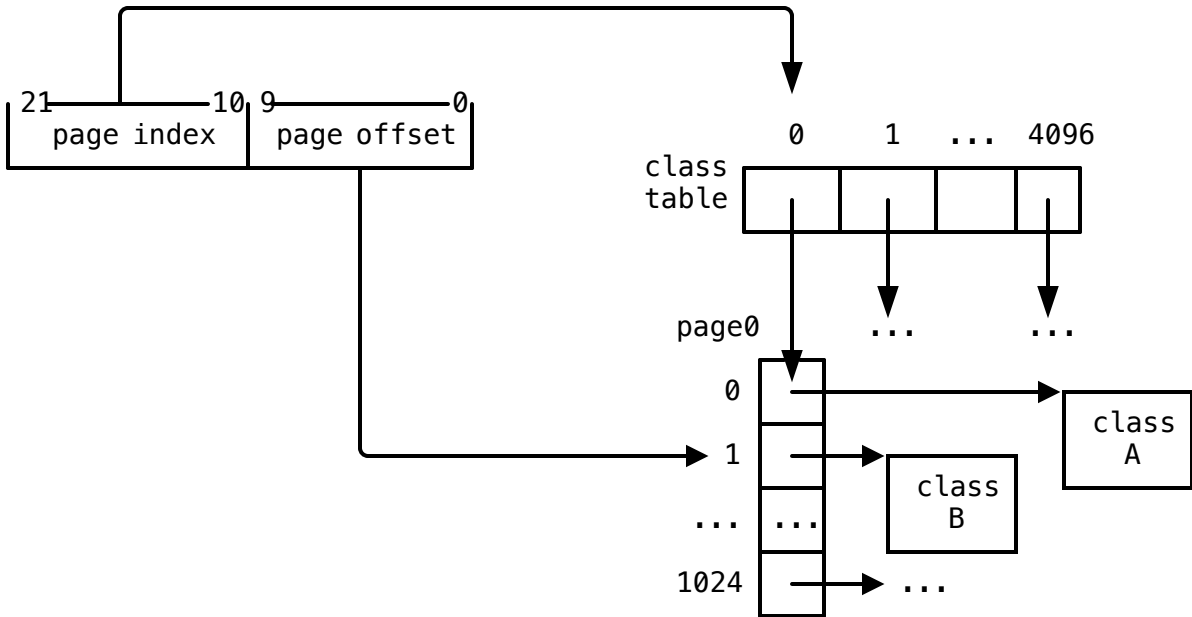 21 10 9 0
page index page offset
0 1 ... 4096
class
table
page0 ... ...
0
class
A
1
class
B
... ...
1024 ...